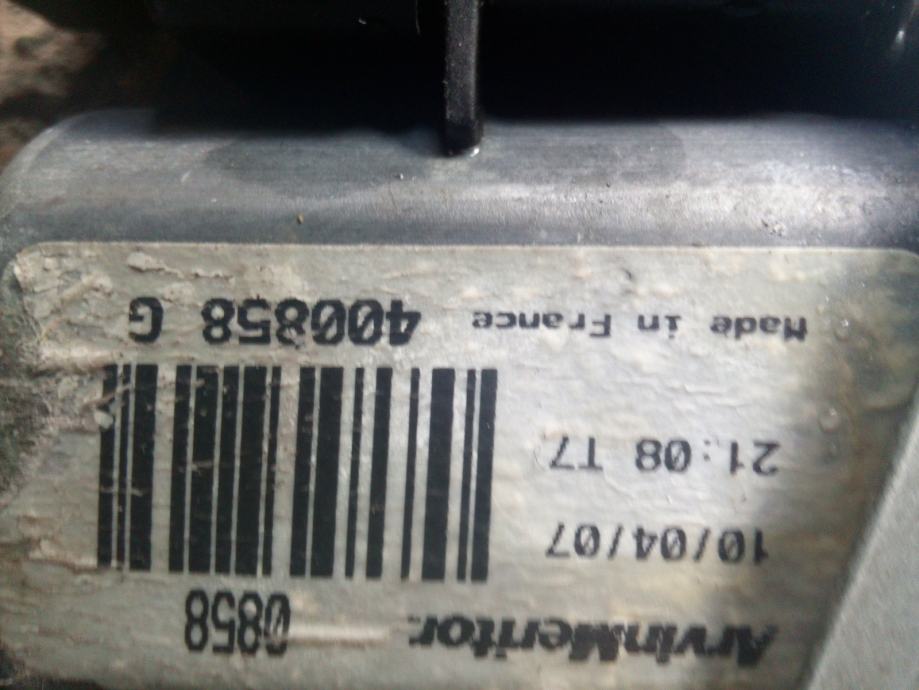 ArvinMeritor. 0858
10/04/07
21:08 T7
Made in France 400858 G